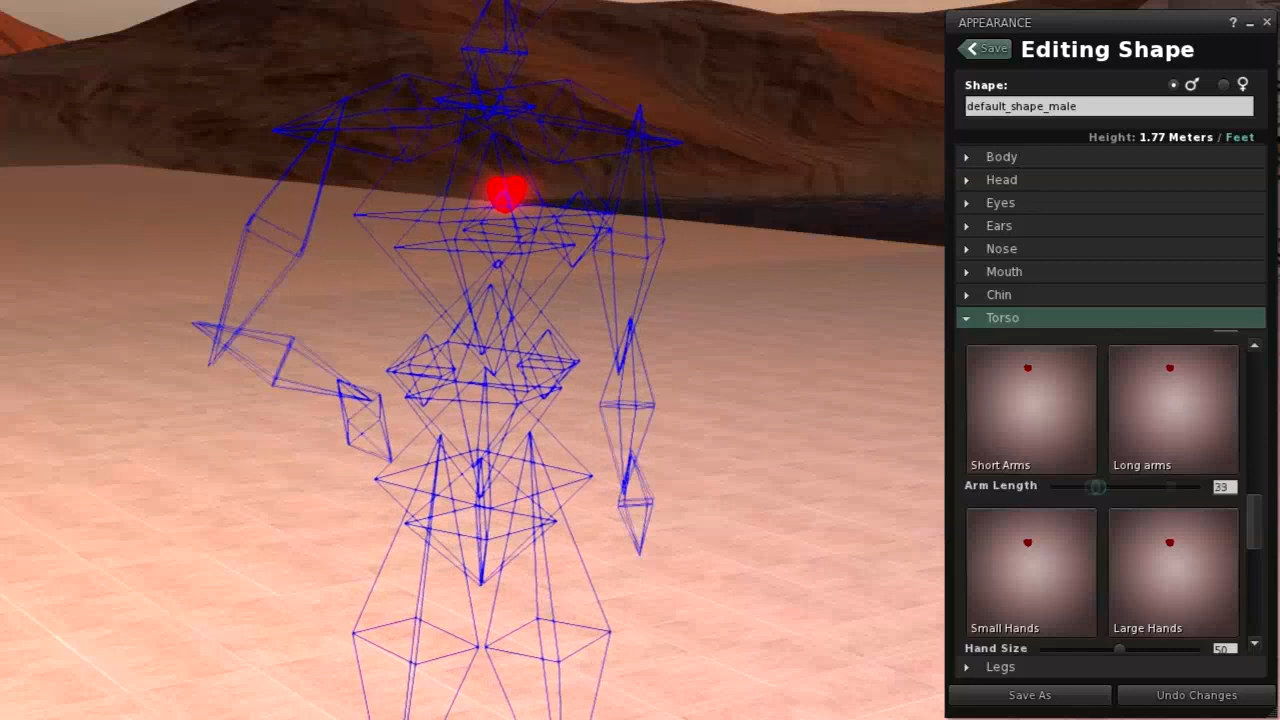 APPEARANCE ? _ ×
Save Editing Shape
Shape: ♂ ♀
default_shape_male
Height: 1.77 Meters / Feet
Body
Head
Eyes
Ears
Nose
Mouth
Chin
Torso
Short Arms Long arms
Arm Length 33
Small Hands Large Hands
Hand Size 50
Legs
Save As Undo Changes